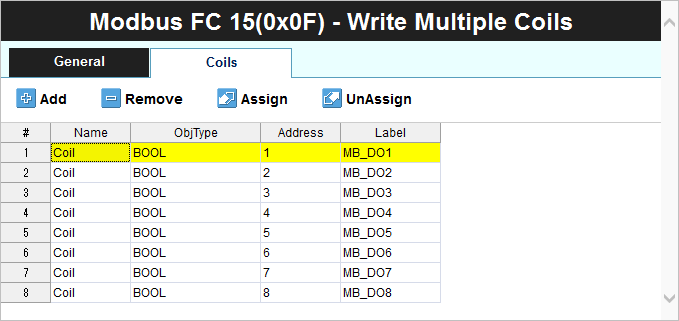 Modbus FC 15(0x0F) - Write Multiple Coils
General Coils
Add Remove Assign UnAssign
# Name ObjType Address Label
1 Coil BOOL 1 MB_DO1
2 Coil BOOL 2 MB_DO2
3 Coil BOOL 3 MB_DO3
4 Coil BOOL 4 MB_DO4
5 Coil BOOL 5 MB_DO5
6 Coil BOOL 6 MB_DO6
7 Coil BOOL 7 MB_DO7
8 Coil BOOL 8 MB_DO8